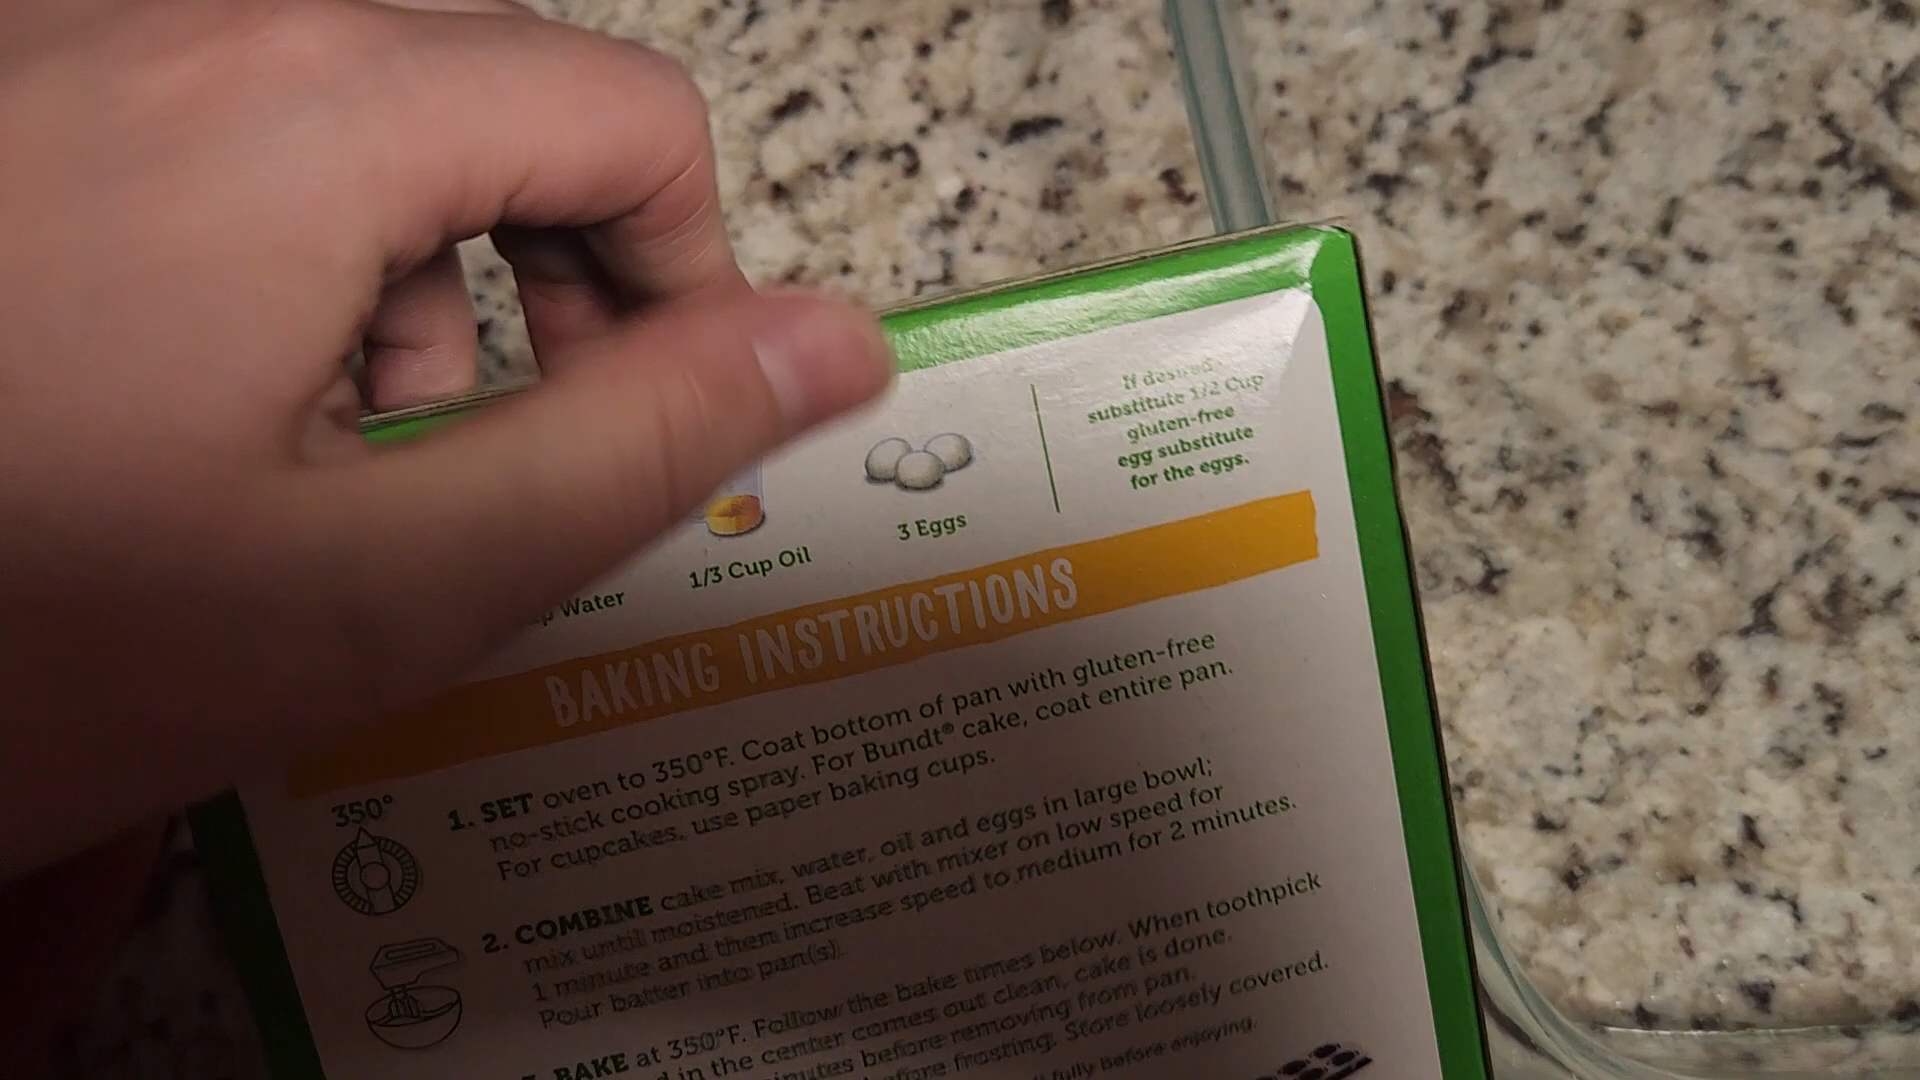 If desired,
substitute 1/2 Cup
gluten-free
egg substitute
for the eggs.
3 Eggs
1/3 Cup Oil
Water
BAKING INSTRUCTIONS
350°
1. SET oven to 350°F. Coat bottom of pan with gluten-free
no-stick cooking spray. For Bundt® cake, coat entire pan.
For cupcakes, use paper baking cups.
2. COMBINE cake mix, water, oil and eggs in large bowl;
mix until moistened. Beat with mixer on low speed for
1 minute and then increase speed to medium for 2 minutes.
Pour batter into pan(s).
BAKE at 350°F. Follow the bake times below. When toothpick
in the center comes out clean, cake is done.
before removing from pan.
frosting. Store loosely covered.
fully before enjoying.